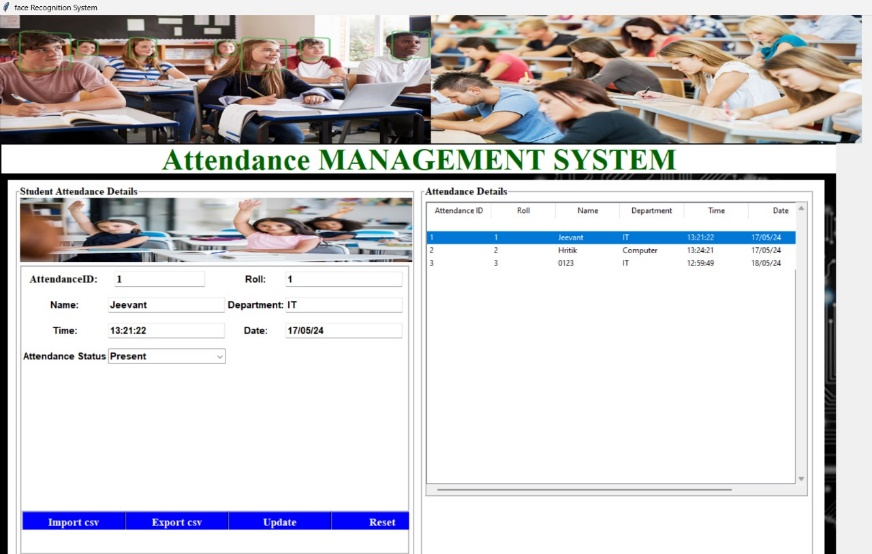 face Recognition System
Attendance MANAGEMENT SYSTEM
Student Attendance Details
AttendanceID: 1 Roll: 1
Name: Jeevant Department: IT
Time: 13:21:22 Date: 17/05/24
Attendance Status Present
Import csv Export csv Update Reset
Attendance Details
Attendance ID Roll Name Department Time Date
1 1 Jeevant IT 13:21:22 17/05/24
2 2 Hritik Computer 13:24:21 17/05/24
3 3 0123 IT 12:59:49 18/05/24